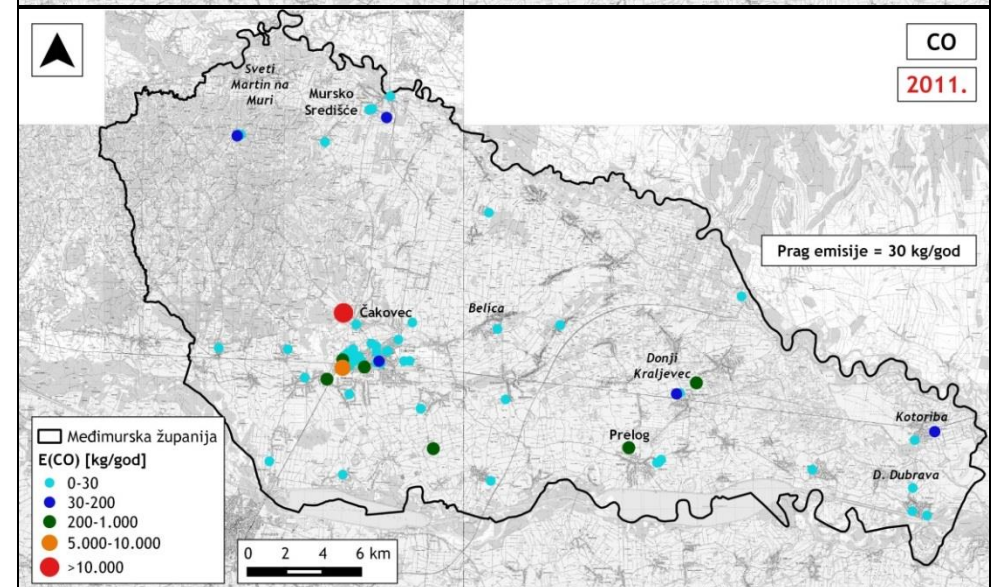 CO
2011.
Sveti
Martin na
Muri
Mursko
Središće
Prag emisije = 30 kg/god
Čakovec
Belica
Donji
Kraljevec
Prelog
Kotoriba
D. Dubrava
Međimurska županija
E(CO) [kg/god]
0-30
30-200
200-1.000
5.000-10.000
>10.000
0 2 4 6 km